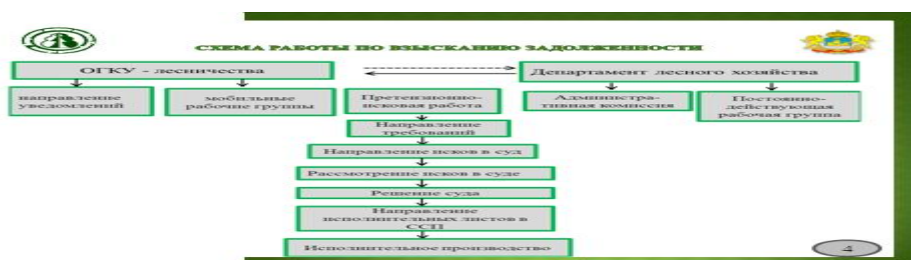 СХЕМА РАБОТЫ ПО ВЗЫСКАНИЮ ЗАДОЛЖЕННОСТИ
ОГКУ - лесничества
Департамент лесного хозяйства
направление
уведомлений
мобильные
рабочие группы
Претензионно-
исковая работа
Администра-
тивная комиссия
Постоянно-
действующая
рабочая группа
Направление
требований
Направление исков в суд
Рассмотрение исков в суде
Решение суда
Направление
исполнительных листов в
ССП
Исполнительное производство
4